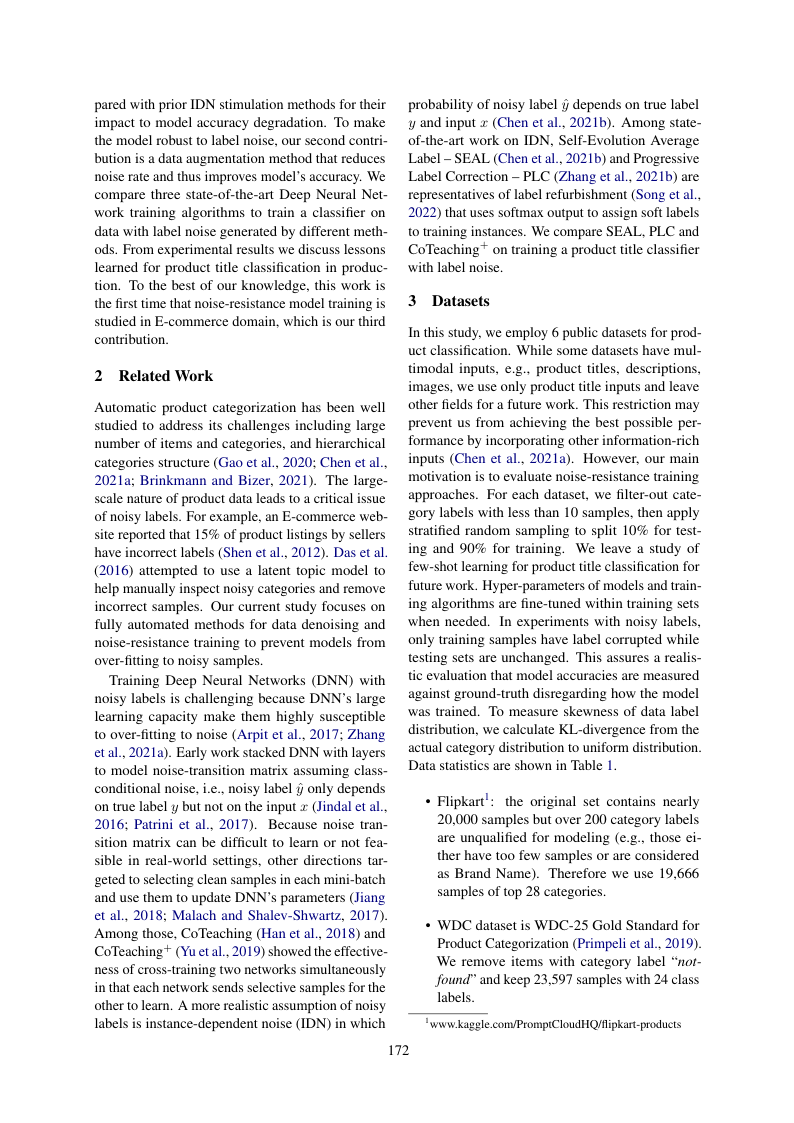 pared with prior IDN stimulation methods for their
impact to model accuracy degradation. To make
the model robust to label noise, our second contri-
bution is a data augmentation method that reduces
noise rate and thus improves model's accuracy. We
compare three state-of-the-art Deep Neural Net-
work training algorithms to train a classifier on
data with label noise generated by different meth-
ods. From experimental results we discuss lessons
learned for product title classification in produc-
tion. To the best of our knowledge, this work is
the first time that noise-resistance model training is
studied in E-commerce domain, which is our third
contribution.
2 Related Work
Automatic product categorization has been well
studied to address its challenges including large
number of items and categories, and hierarchical
categories structure (Gao et al., 2020; Chen et al.,
2021a; Brinkmann and Bizer, 2021). The large-
scale nature of product data leads to a critical issue
of noisy labels. For example, an E-commerce web-
site reported that 15% of product listings by sellers
have incorrect labels (Shen et al., 2012). Das et al.
(2016) attempted to use a latent topic model to
help manually inspect noisy categories and remove
incorrect samples. Our current study focuses on
fully automated methods for data denoising and
noise-resistance training to prevent models from
over-fitting to noisy samples.
Training Deep Neural Networks (DNN) with
noisy labels is challenging because DNN's large
learning capacity make them highly susceptible
to over-fitting to noise (Arpit et al., 2017; Zhang
et al., 2021a). Early work stacked DNN with layers
to model noise-transition matrix assuming class-
conditional noise, i.e., noisy label ŷ only depends
on true label y but not on the input x (Jindal et al.,
2016; Patrini et al., 2017). Because noise tran-
sition matrix can be difficult to learn or not fea-
sible in real-world settings, other directions tar-
geted to selecting clean samples in each mini-batch
and use them to update DNN's parameters (Jiang
et al., 2018; Malach and Shalev-Shwartz, 2017).
Among those, CoTeaching (Han et al., 2018) and
CoTeaching⁺ (Yu et al., 2019) showed the effective-
ness of cross-training two networks simultaneously
in that each network sends selective samples for the
other to learn. A more realistic assumption of noisy
labels is instance-dependent noise (IDN) in which
probability of noisy label ŷ depends on true label
y and input x (Chen et al., 2021b). Among state-
of-the-art work on IDN, Self-Evolution Average
Label – SEAL (Chen et al., 2021b) and Progressive
Label Correction – PLC (Zhang et al., 2021b) are
representatives of label refurbishment (Song et al.,
2022) that uses softmax output to assign soft labels
to training instances. We compare SEAL, PLC and
CoTeaching⁺ on training a product title classifier
with label noise.
3 Datasets
In this study, we employ 6 public datasets for prod-
uct classification. While some datasets have mul-
timodal inputs, e.g., product titles, descriptions,
images, we use only product title inputs and leave
other fields for a future work. This restriction may
prevent us from achieving the best possible per-
formance by incorporating other information-rich
inputs (Chen et al., 2021a). However, our main
motivation is to evaluate noise-resistance training
approaches. For each dataset, we filter-out cate-
gory labels with less than 10 samples, then apply
stratified random sampling to split 10% for test-
ing and 90% for training. We leave a study of
few-shot learning for product title classification for
future work. Hyper-parameters of models and train-
ing algorithms are fine-tuned within training sets
when needed. In experiments with noisy labels,
only training samples have label corrupted while
testing sets are unchanged. This assures a realis-
tic evaluation that model accuracies are measured
against ground-truth disregarding how the model
was trained. To measure skewness of data label
distribution, we calculate KL-divergence from the
actual category distribution to uniform distribution.
Data statistics are shown in Table 1.
• Flipkart¹: the original set contains nearly
20,000 samples but over 200 category labels
are unqualified for modeling (e.g., those ei-
ther have too few samples or are considered
as Brand Name). Therefore we use 19,666
samples of top 28 categories.
• WDC dataset is WDC-25 Gold Standard for
Product Categorization (Primpeli et al., 2019).
We remove items with category label “not-
found” and keep 23,597 samples with 24 class
labels.
¹www.kaggle.com/PromptCloudHQ/flipkart-products
172